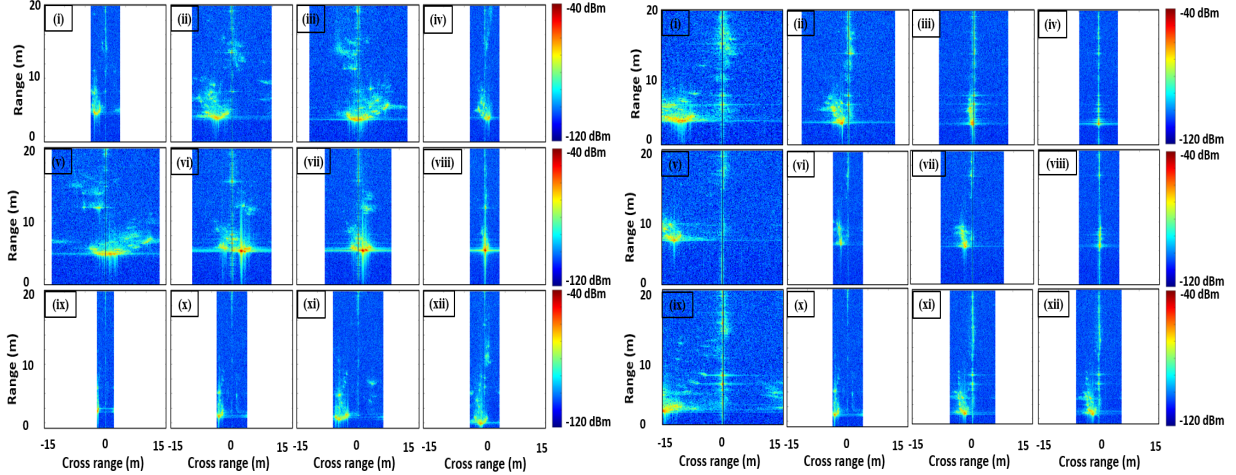 20 (i) (ii) (iii) (iv) -40 dBm
Range (m)
10
0 -120 dBm
20 (v) (vi) (vii) (viii) -40 dBm
Range (m)
10
0 -120 dBm
20 (ix) (x) (xi) (xii) -40 dBm
Range (m)
10
0 -120 dBm
-15 0 15 -15 0 15 -15 0 15 -15 0 15
Cross range (m) Cross range (m) Cross range (m) Cross range (m)
20 (i) (ii) (iii) (iv) -40 dBm
Range (m)
10
0 -120 dBm
20 (v) (vi) (vii) (viii) -40 dBm
Range (m)
10
0 -120 dBm
20 (ix) (x) (xi) (xii) -40 dBm
Range (m)
10
0 -120 dBm
-15 0 15 -15 0 15 -15 0 15 -15 0 15
Cross range (m) Cross range (m) Cross range (m) Cross range (m)